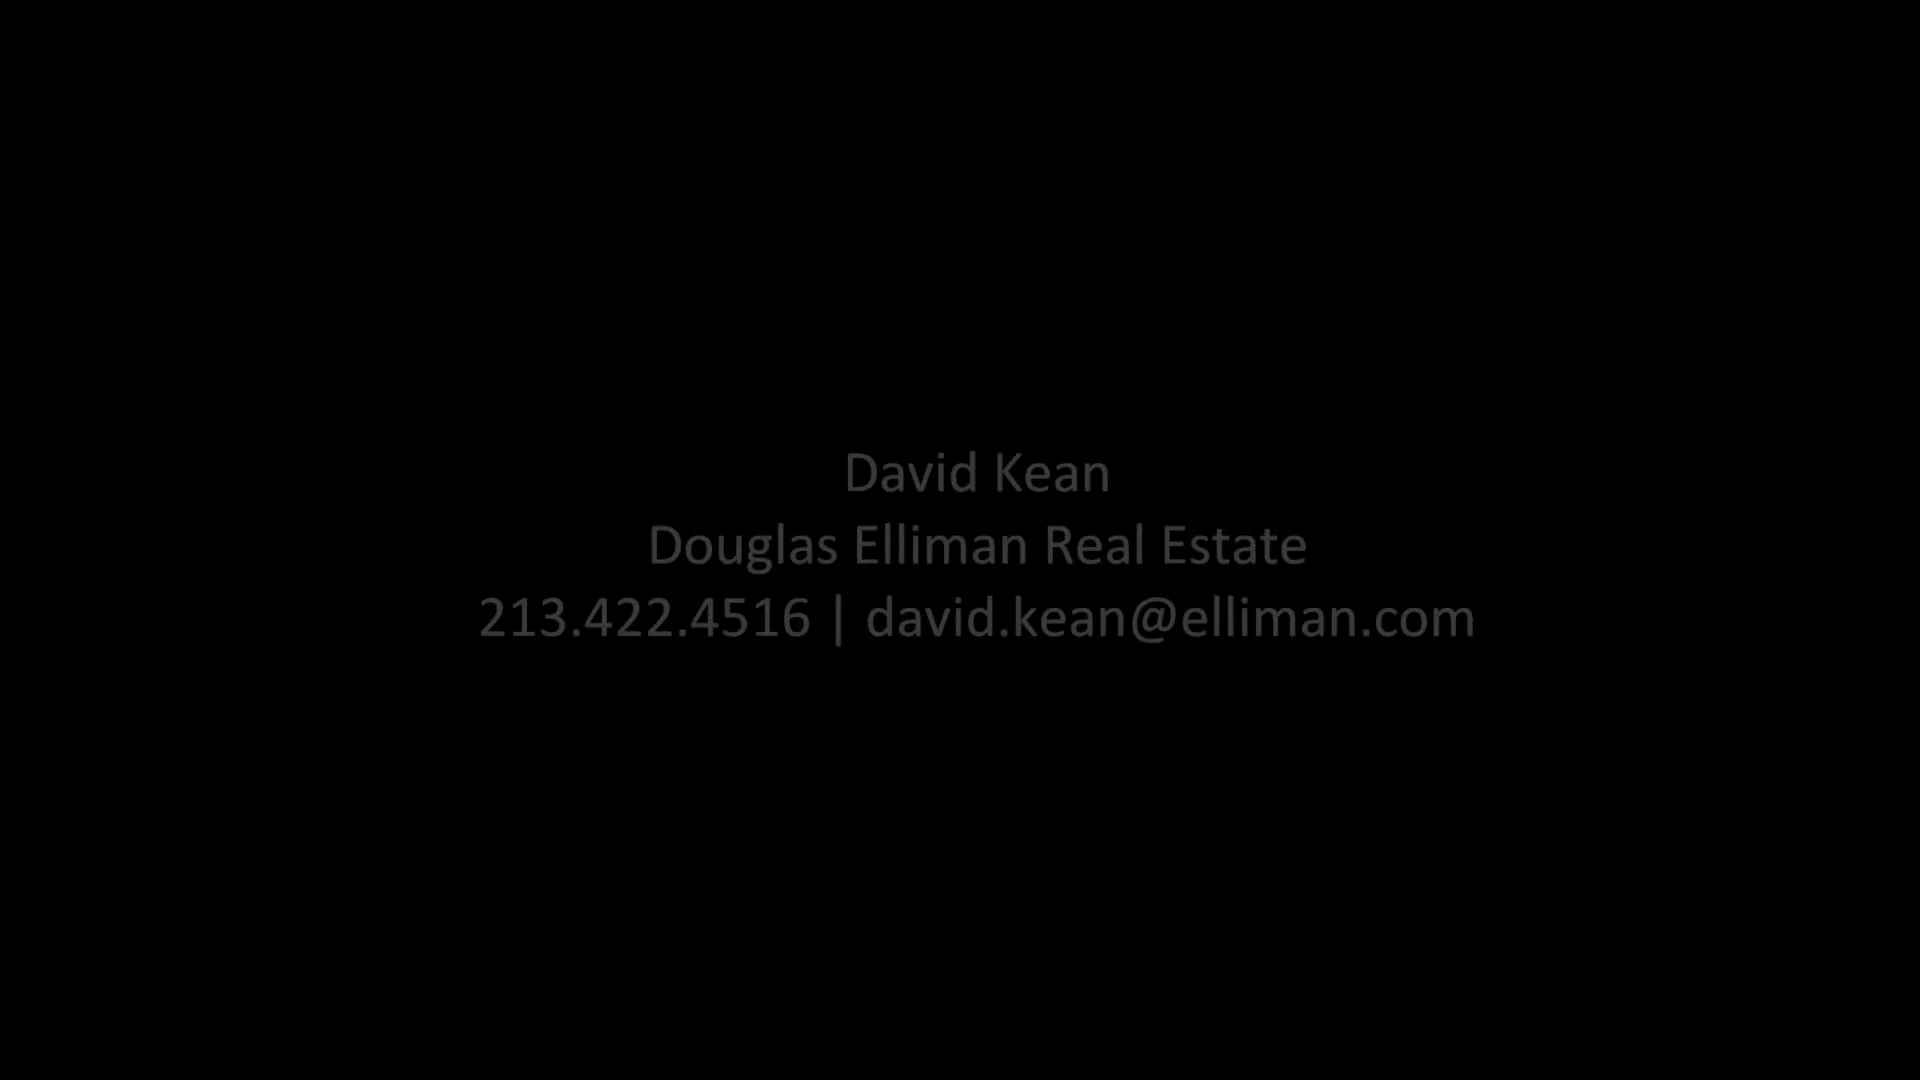 David Kean
Douglas Elliman Real Estate
213.422.4516 | david.kean@elliman.com